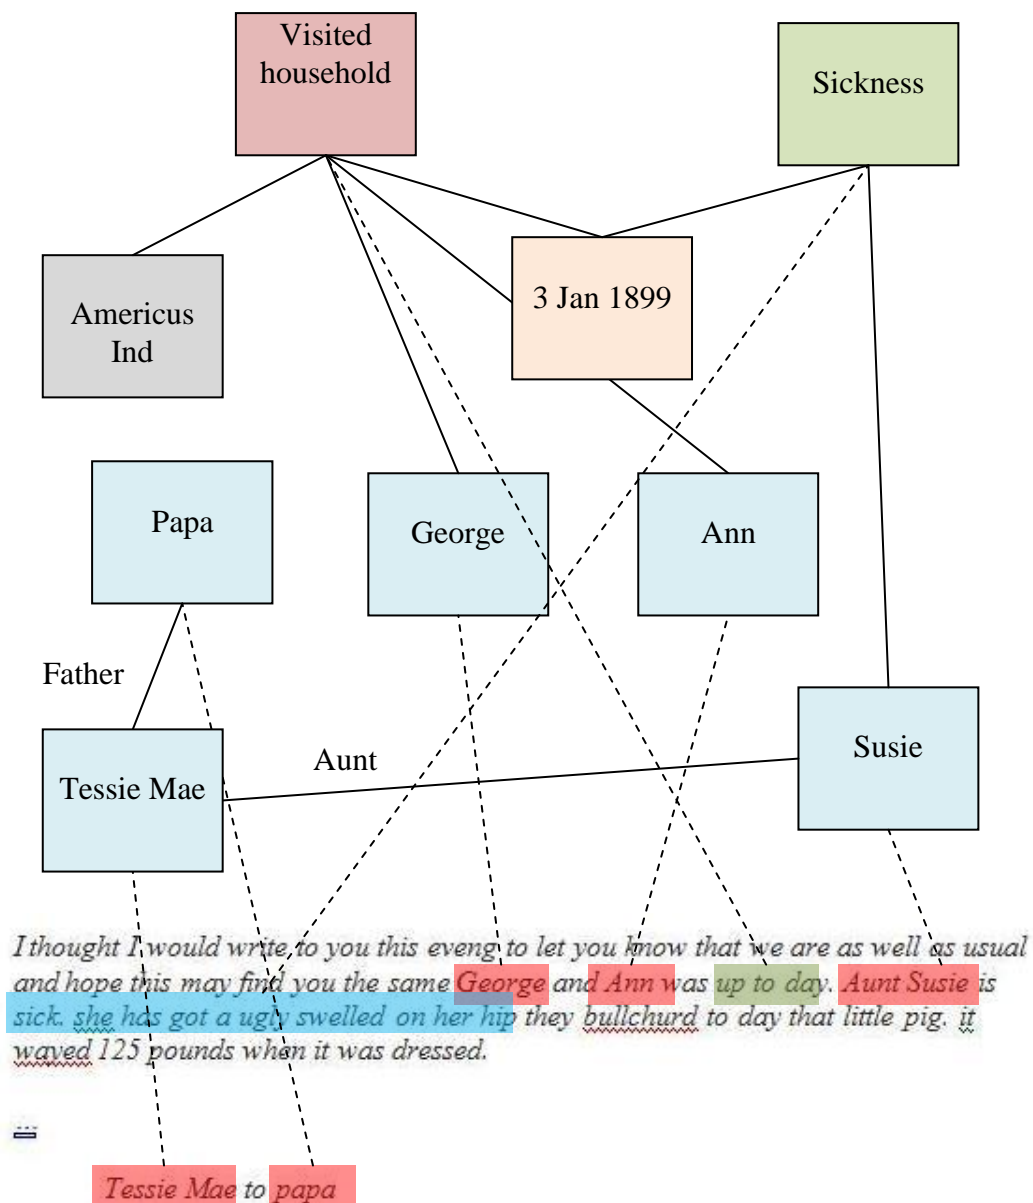 Visited
household
Sickness
3 Jan 1899
Americus
Ind
Papa
George
Ann
Father
Susie
Aunt
Tessie Mae
I thought I would write to you this eveng to let you know that we are as well as usual
and hope this may find you the same George and Ann was up to day. Aunt Susie is
sick. she has got a ugly swelled on her hip they bullchurd to day that little pig. it
wayed 125 pounds when it was dressed.
...
Tessie Mae to papa